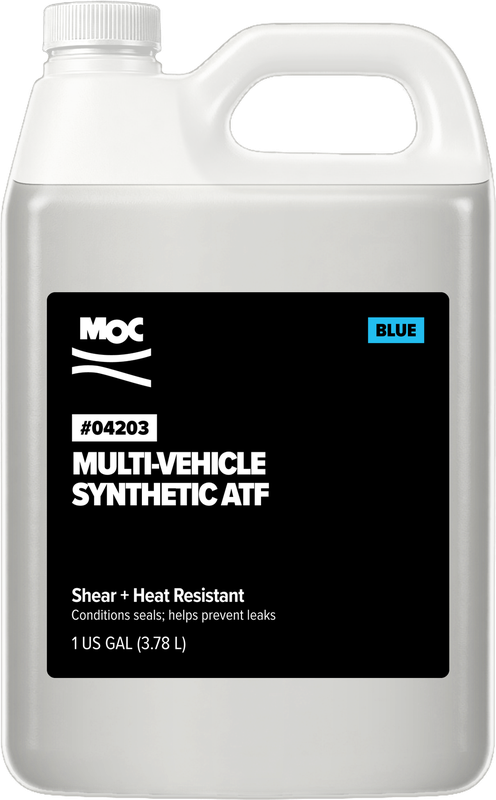 MOC
BLUE
#04203
MULTI-VEHICLE
SYNTHETIC ATF
Shear + Heat Resistant
Conditions seals; helps prevent leaks
1 US GAL (3.78 L)